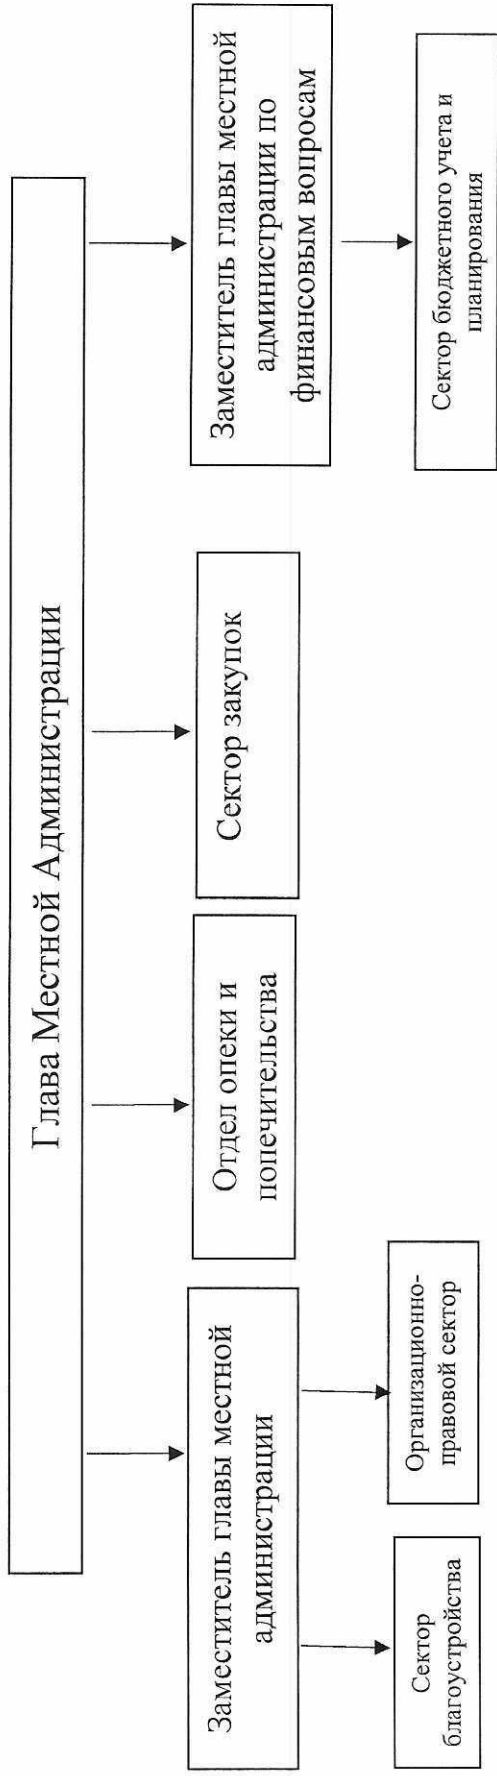 Глава Местной Администрации
Заместитель главы местной
администрации
Отдел опеки и
попечительства
Сектор закупок
Заместитель главы местной
администрации по
финансовым вопросам
Сектор
благоустройства
Организационно-
правовой сектор
Сектор бюджетного учета и
планирования